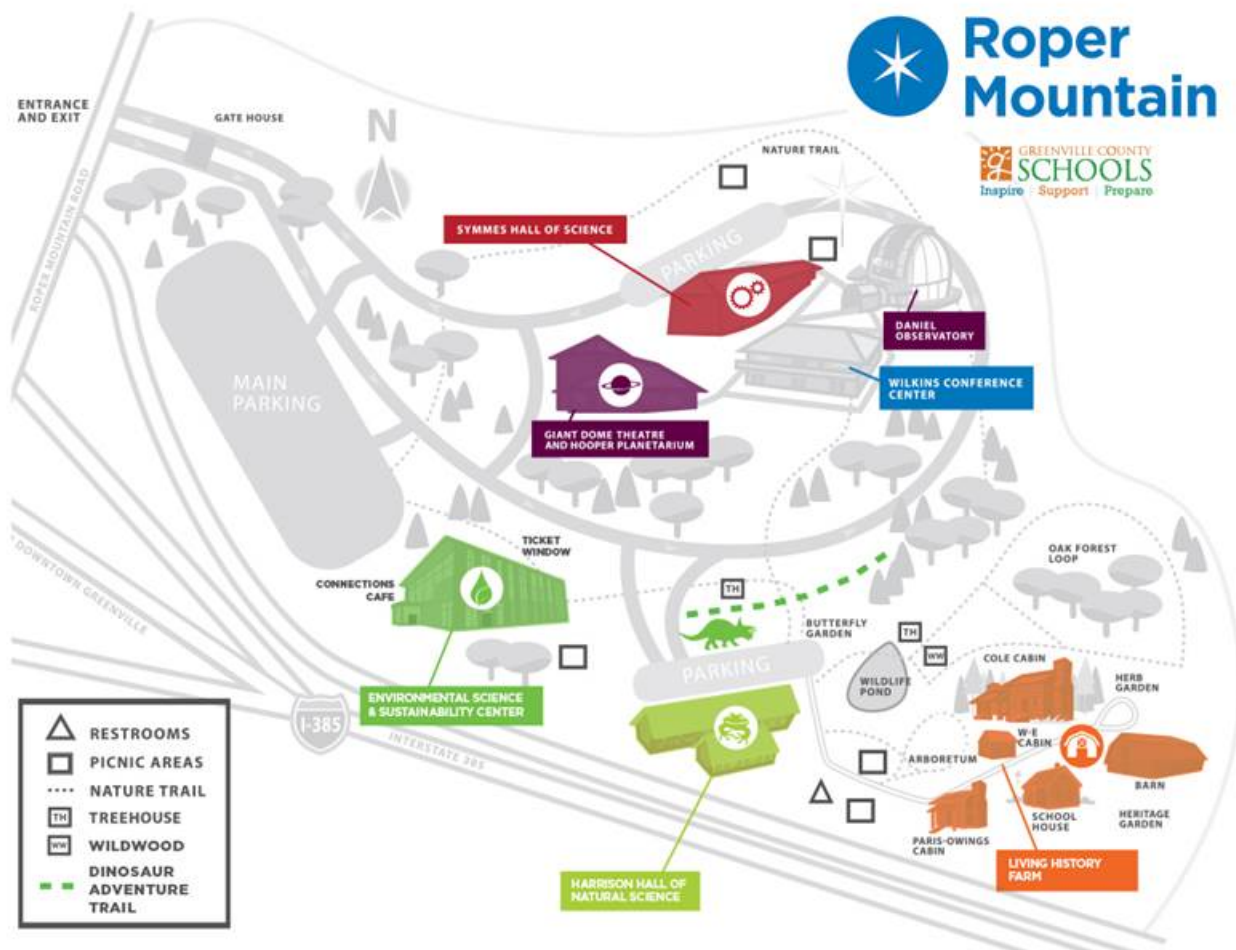 Roper
Mountain
GREENVILLE COUNTY
SCHOOLS
Inspire | Support | Prepare
ENTRANCE
AND EXIT
GATE HOUSE
N
NATURE TRAIL
ROPER MOUNTAIN ROAD
SYMMES HALL OF SCIENCE
PARKING
DANIEL
OBSERVATORY
MAIN
PARKING
WILKINS CONFERENCE
CENTER
GIANT DOME THEATRE
AND HOOPER PLANETARIUM
TICKET
WINDOW
OAK FOREST
LOOP
DOWNTOWN GREENVILLE
CONNECTIONS
CAFE
TH
BUTTERFLY
GARDEN
TH
WW
PARKING
COLE CABIN
WILDLIFE
POND
HERB
GARDEN
ENVIRONMENTAL SCIENCE
& SUSTAINABILITY CENTER
I-385
INTERSTATE 385
W-E
CABIN
ARBORETUM
BARN
SCHOOL
HOUSE
HERITAGE
GARDEN
PARIS-OWINGS
CABIN
LIVING HISTORY
FARM
HARRISON HALL OF
NATURAL SCIENCE
RESTROOMS
PICNIC AREAS
NATURE TRAIL
TH TREEHOUSE
WW WILDWOOD
DINOSAUR
ADVENTURE
TRAIL